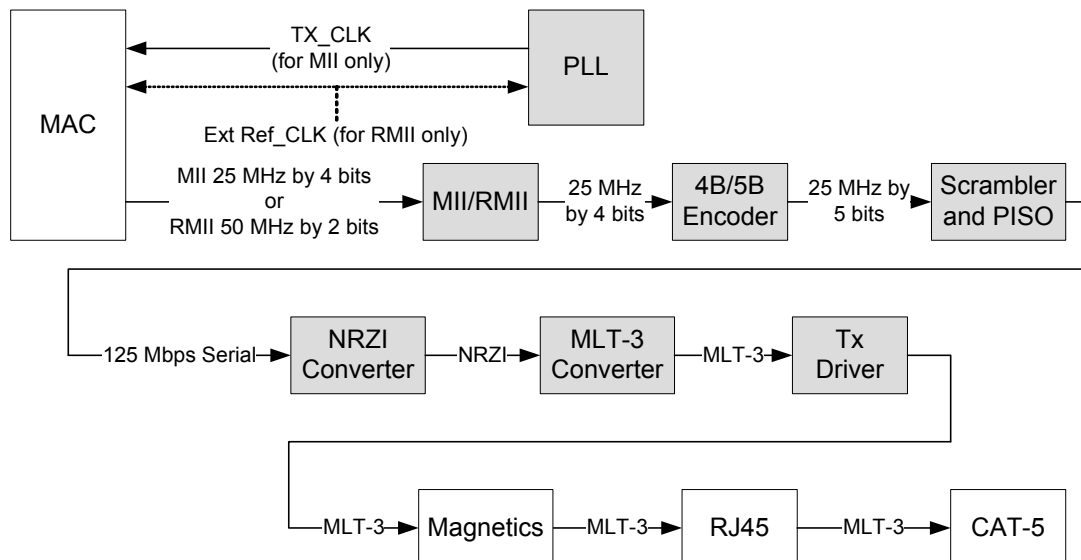 TX_CLK
(for MII only)
PLL
MAC
Ext Ref_CLK (for RMII only)
MII 25 MHz by 4 bits
or
RMII 50 MHz by 2 bits
MII/RMII
25 MHz
by 4 bits
4B/5B
Encoder
25 MHz by
5 bits
Scrambler
and PISO
125 Mbps Serial
NRZI
Converter
NRZI
MLT-3
Converter
MLT-3
Tx
Driver
MLT-3
Magnetics
MLT-3
RJ45
MLT-3
CAT-5